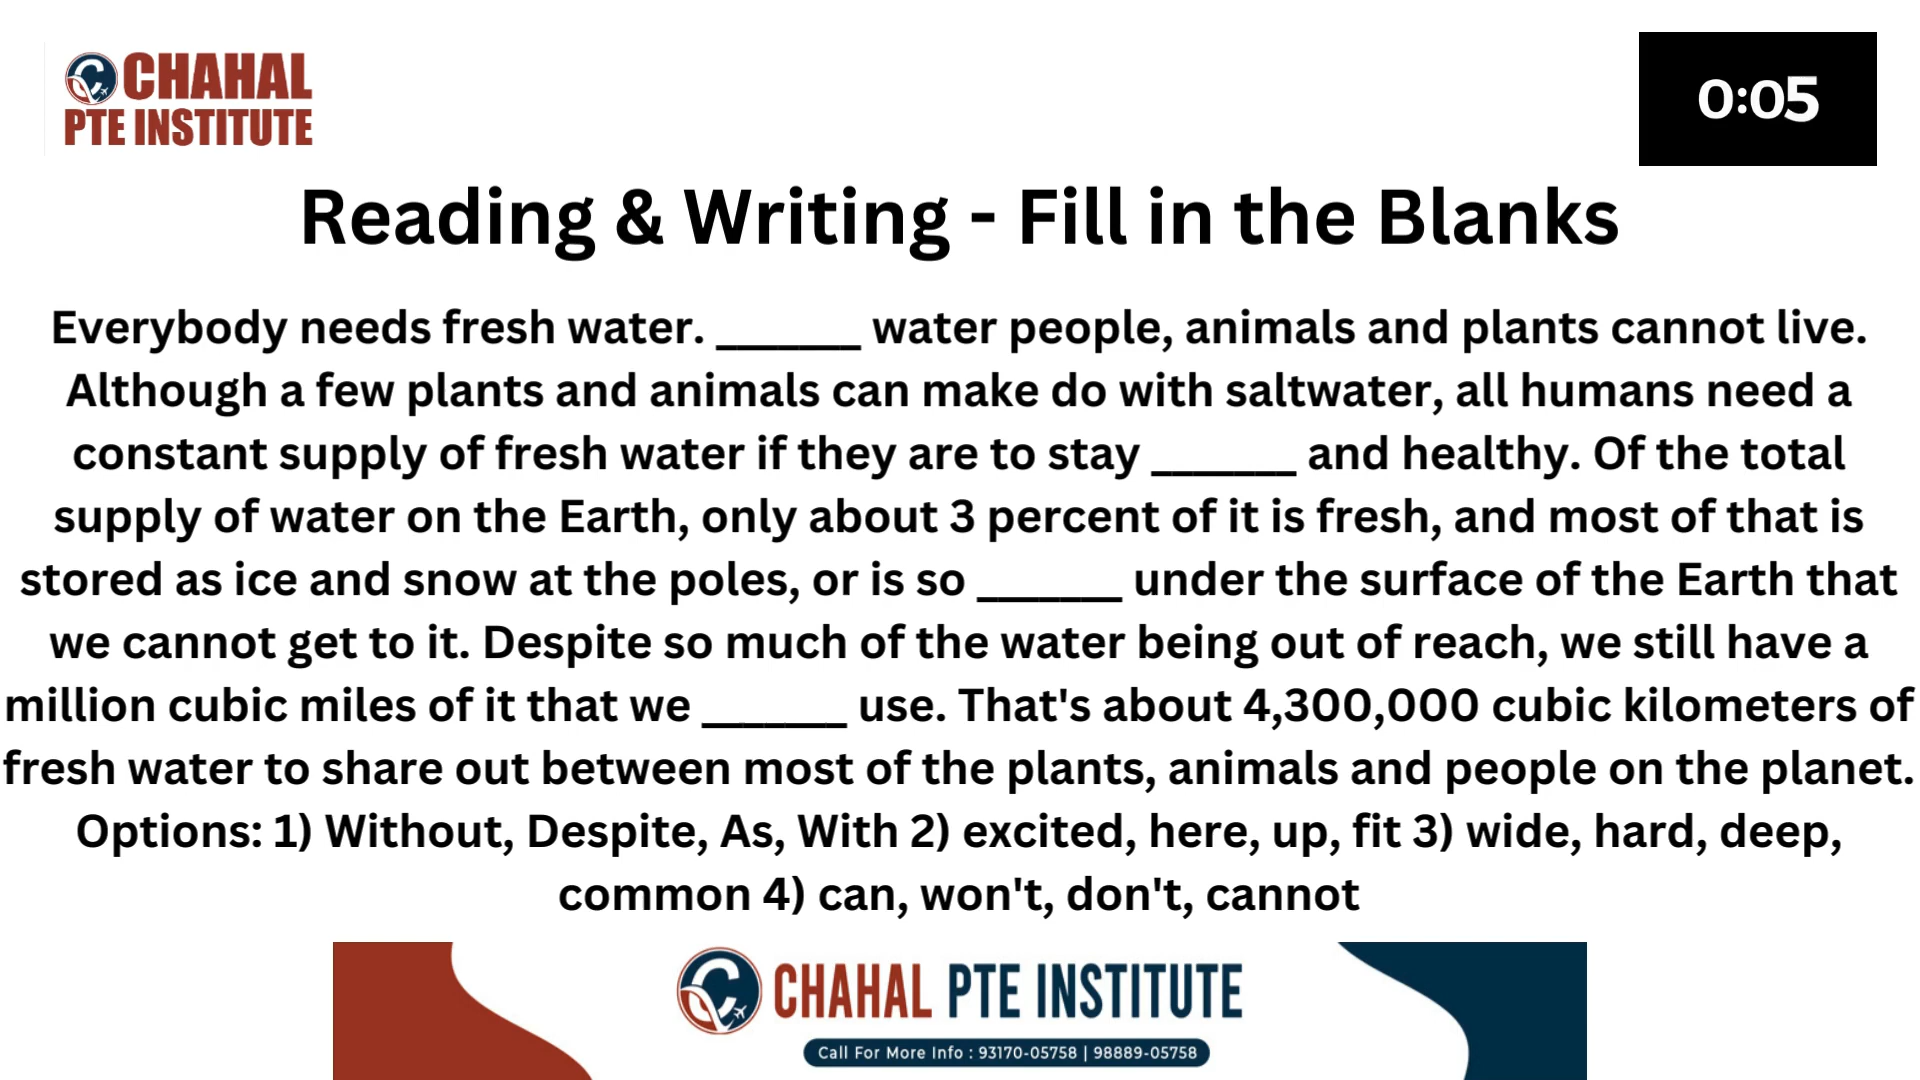 CHAHAL
PTE INSTITUTE
0:05
Reading & Writing - Fill in the Blanks
Everybody needs fresh water. _______ water people, animals and plants cannot live.
Although a few plants and animals can make do with saltwater, all humans need a
constant supply of fresh water if they are to stay _______ and healthy. Of the total
supply of water on the Earth, only about 3 percent of it is fresh, and most of that is
stored as ice and snow at the poles, or is so _______ under the surface of the Earth that
we cannot get to it. Despite so much of the water being out of reach, we still have a
million cubic miles of it that we _______ use. That's about 4,300,000 cubic kilometers of
fresh water to share out between most of the plants, animals and people on the planet.
Options: 1) Without, Despite, As, With 2) excited, here, up, fit 3) wide, hard, deep,
common 4) can, won't, don't, cannot
CHAHAL PTE INSTITUTE
Call For More Info : 93170-05758 | 98889-05758